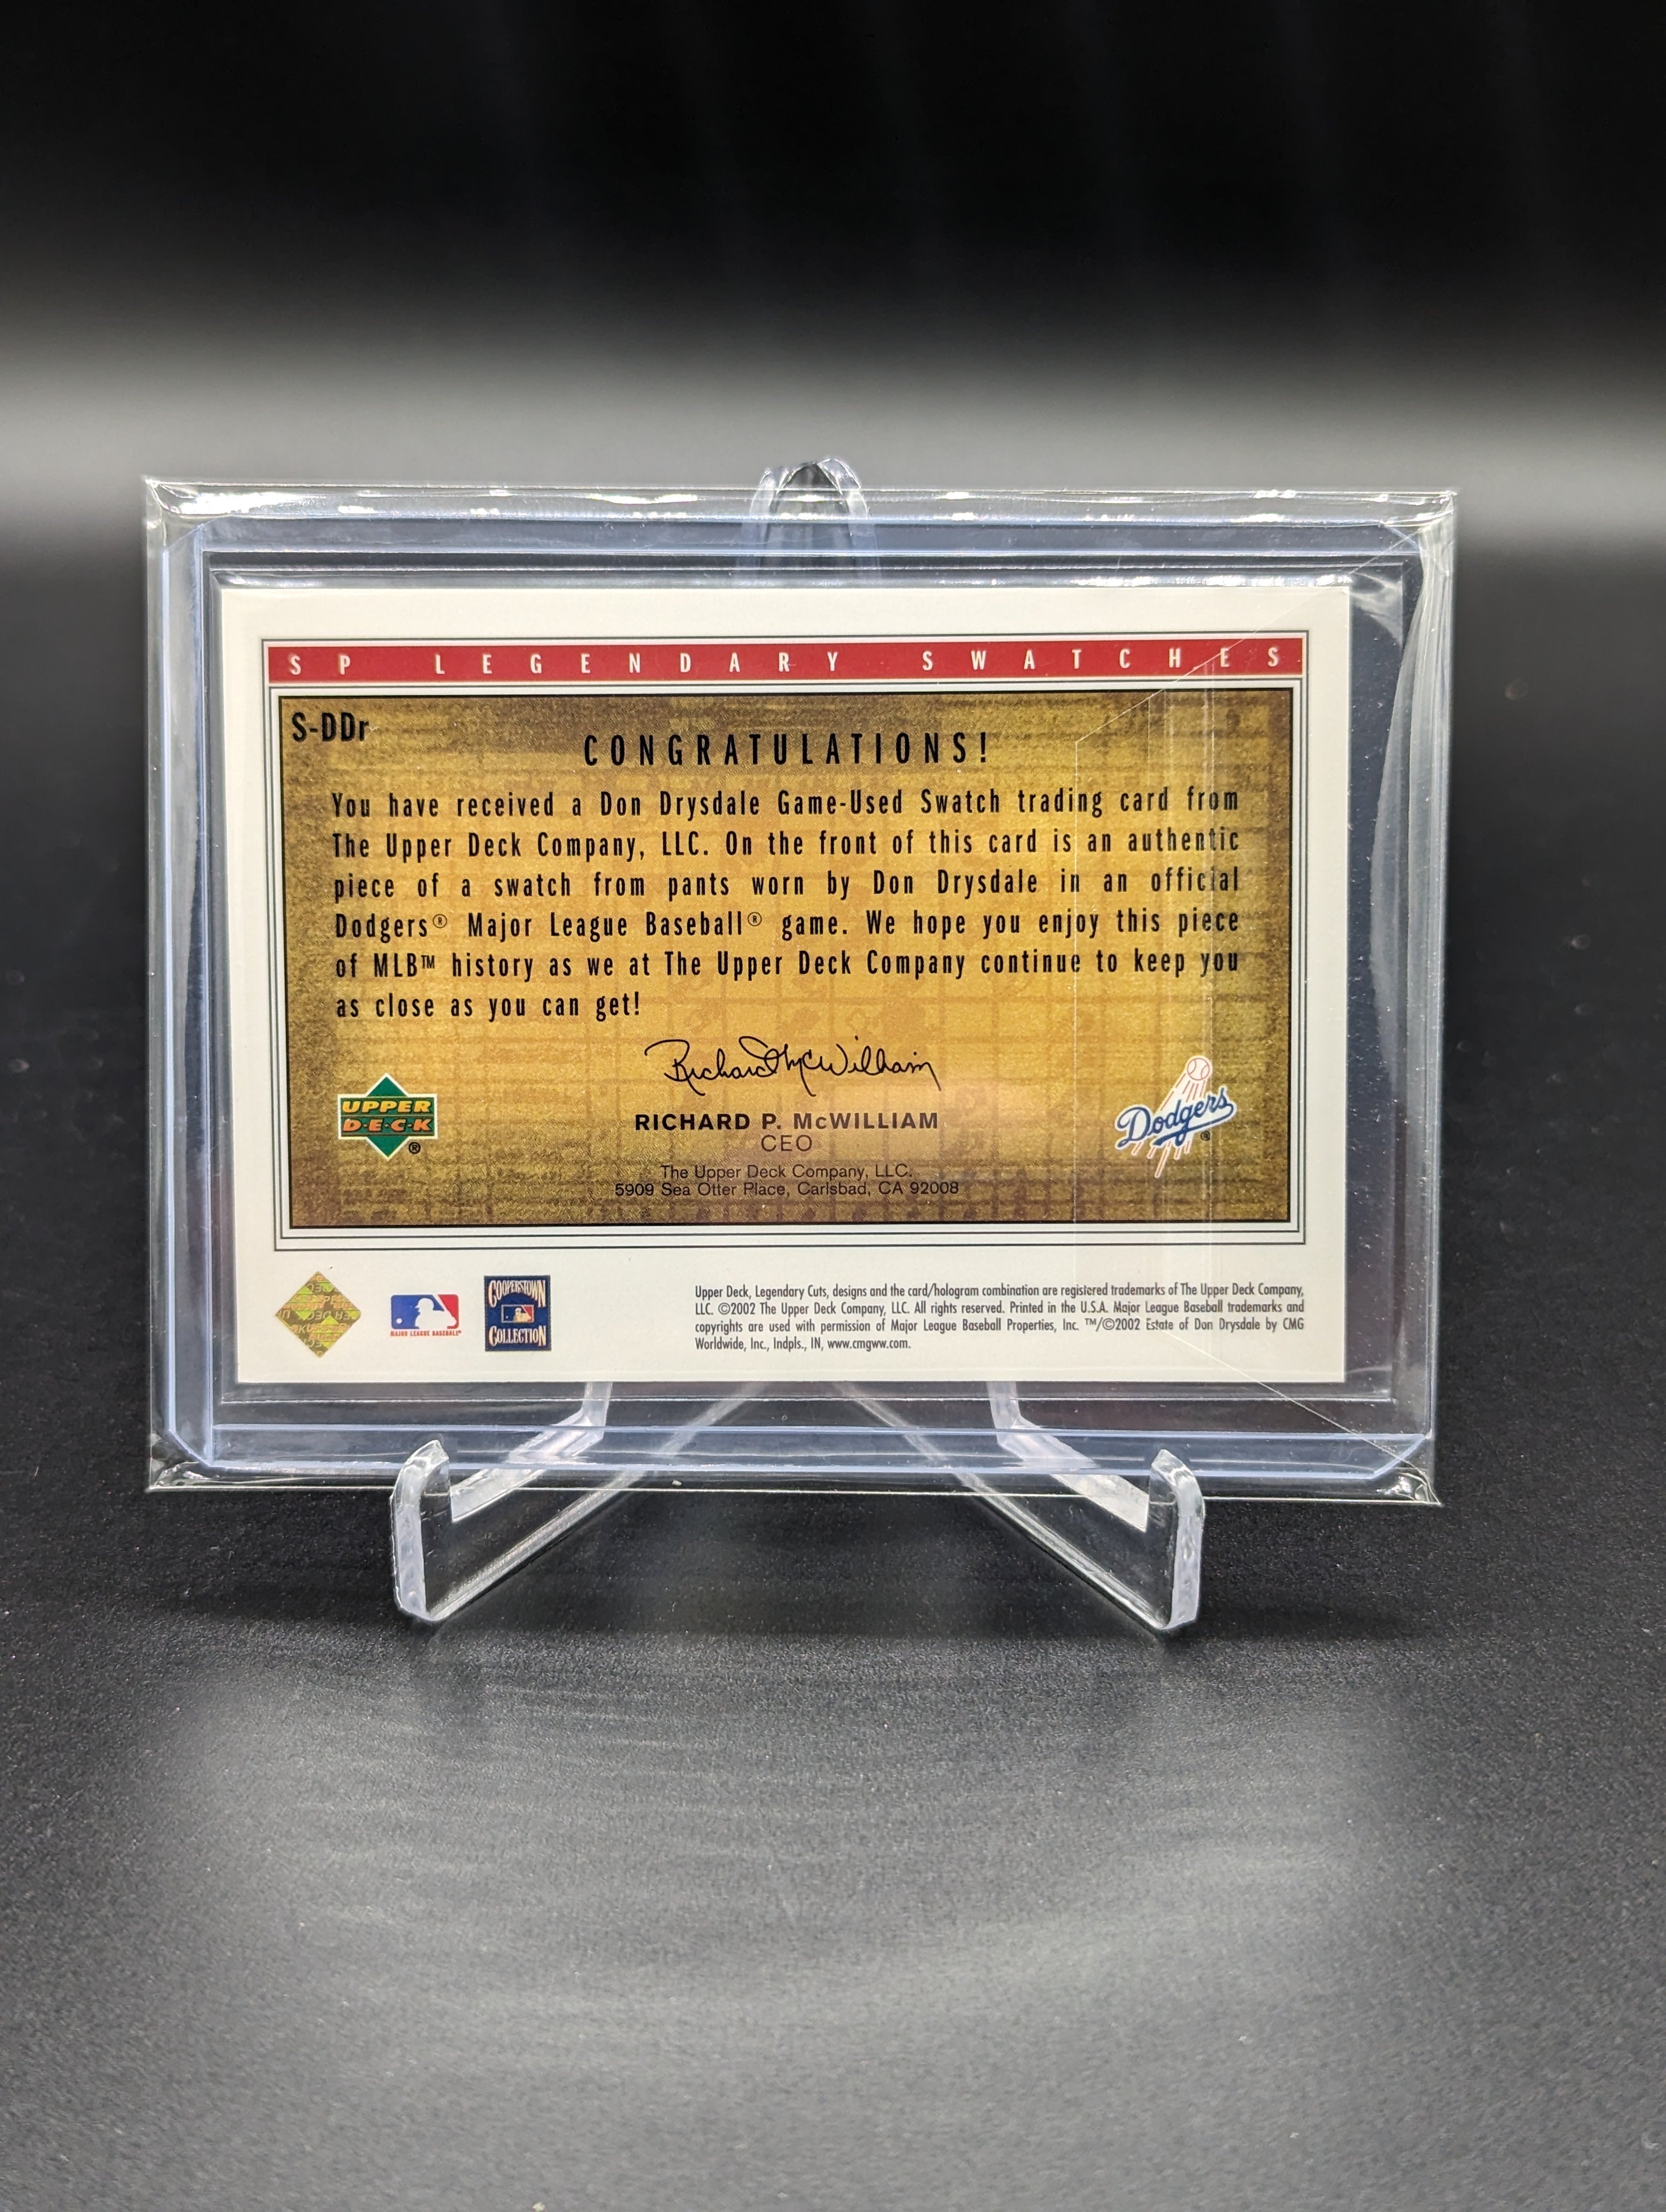 SP LEGENDARY SWATCHES
S-DDr
CONGRATULATIONS!
You have received a Don Drysdale Game-Used Swatch trading card from
The Upper Deck Company, LLC. On the front of this card is an authentic
piece of a swatch from pants worn by Don Drysdale in an official
Dodgers® Major League Baseball® game. We hope you enjoy this piece
of MLB™ history as we at The Upper Deck Company continue to keep you
as close as you can get!
Richard McWilliam
RICHARD P. McWILLIAM
CEO
The Upper Deck Company, LLC.
5909 Sea Otter Place, Carlsbad, CA 92008
UPPER
D·E·C·K
®
Dodgers
®
MAJOR LEAGUE BASEBALL®
COOPERSTOWN
COLLECTION
Upper Deck, Legendary Cuts, designs and the card/hologram combination are registered trademarks of The Upper Deck Company,
LLC. ©2002 The Upper Deck Company, LLC. All rights reserved. Printed in the U.S.A. Major League Baseball trademarks and
copyrights are used with permission of Major League Baseball Properties, Inc. ™/©2002 Estate of Don Drysdale by CMG
Worldwide, Inc., Indpls., IN, www.cmgww.com.